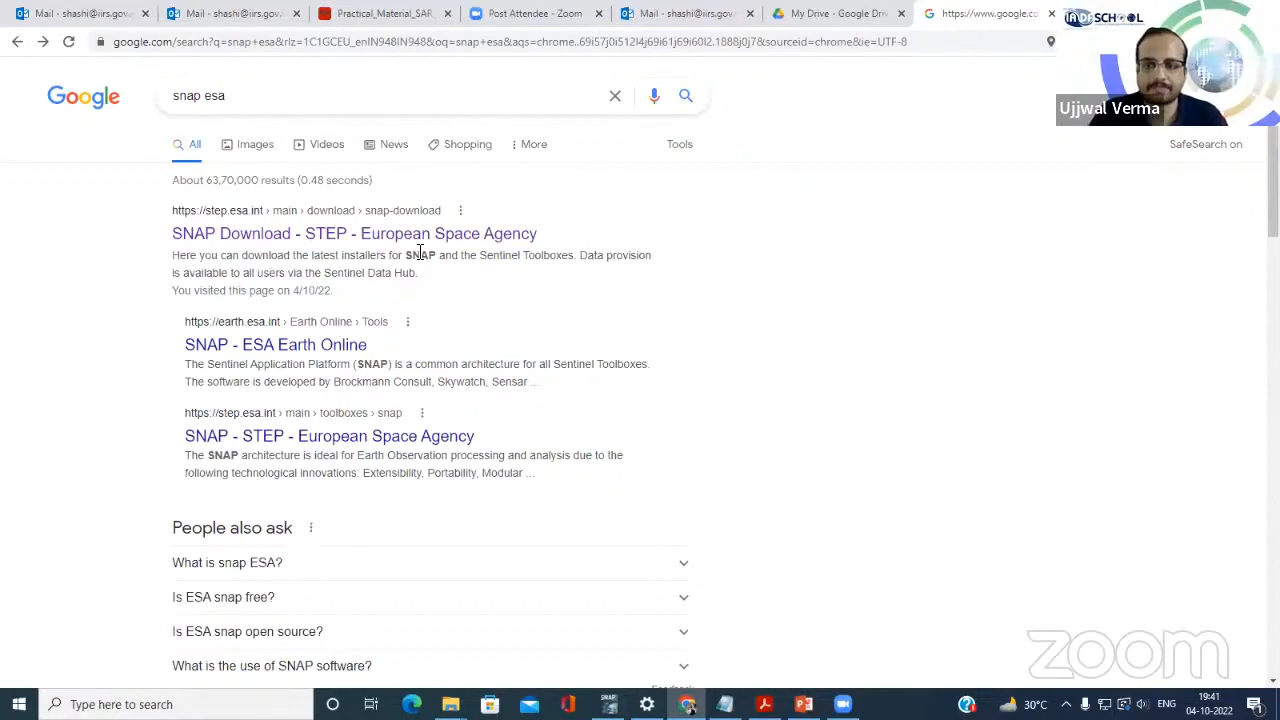 Mail - shashi@iirs.gov.in
Mail - shashi@iirs.gova
Post Attendee - Zoom
Mail - shashi@iirs.gov.in
My Drive - Google Driv
https://www.google.co
google.com/search?q=snap+esa&rlz=1C1GCEU_enIN948IN948&oq=snap+esa&aqs=chrome..69i57j0i512l4j69i61j69i60l2.1888j0j7&sourceid=chrome&ie=UTF-8
SCHOOL
Ujjwal Verma
Google
snap esa
All
Images
Videos
News
Shopping
More
Tools
SafeSearch on
About 63,70,000 results (0.48 seconds)
https://step.esa.int › main › download › snap-download
SNAP Download - STEP - European Space Agency
Here you can download the latest installers for SNAP and the Sentinel Toolboxes. Data provision
is available to all users via the Sentinel Data Hub.
You visited this page on 4/10/22.
https://earth.esa.int › Earth Online › Tools
SNAP - ESA Earth Online
The Sentinel Application Platform (SNAP) is a common architecture for all Sentinel Toolboxes.
The software is developed by Brockmann Consult, Skywatch, Sensar ...
https://step.esa.int › main › toolboxes › snap
SNAP - STEP - European Space Agency
The SNAP architecture is ideal for Earth Observation processing and analysis due to the
following technological innovations: Extensibility, Portability, Modular ...
People also ask
What is snap ESA?
Is ESA snap free?
Is ESA snap open source?
What is the use of SNAP software?
zoom
Type here to search
SNAP
30°C
19:41
04-10-2022